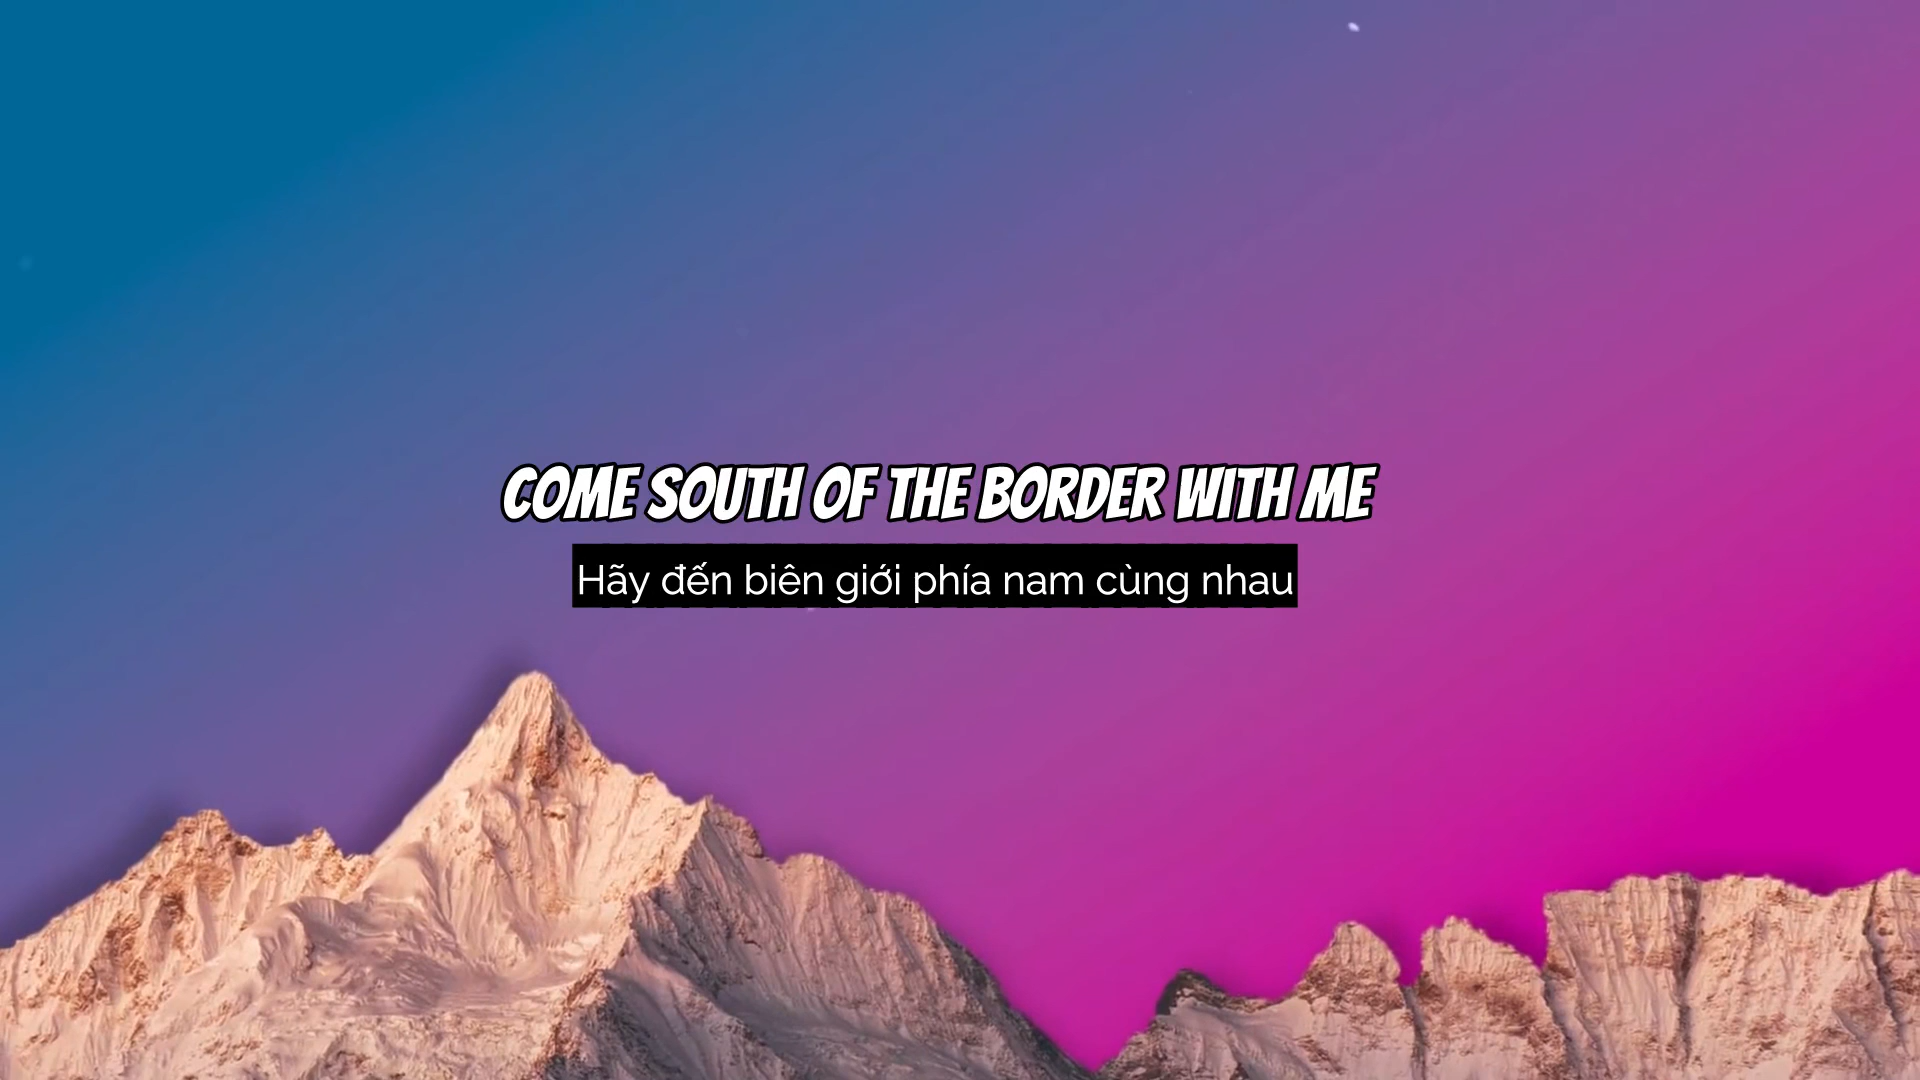 COME SOUTH OF THE BORDER WITH ME
Hãy đến biên giới phía nam cùng nhau